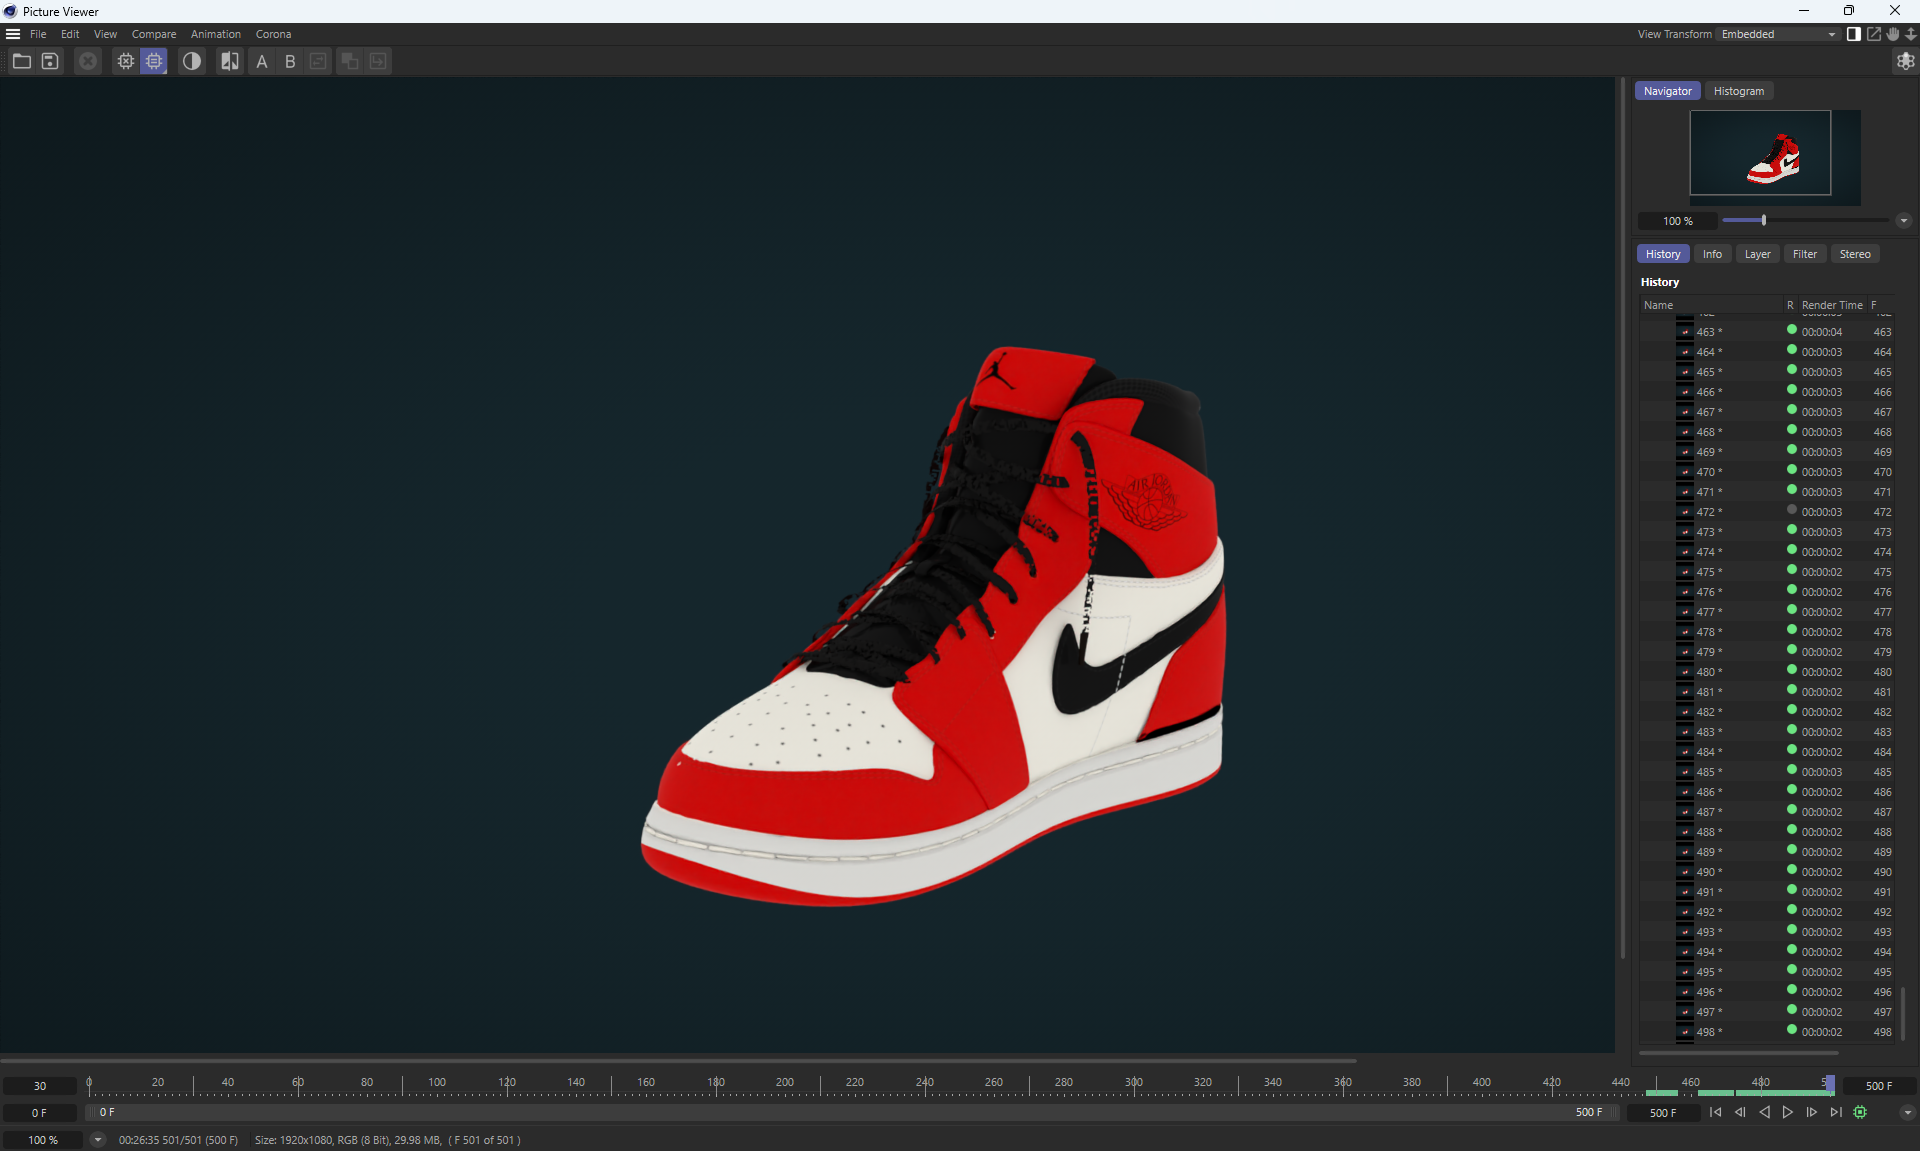 Picture Viewer
File Edit View Compare Animation Corona
View Transform Embedded
A B
Navigator Histogram
100 %
History Info Layer Filter Stereo
History
Name R Render Time F
463 * 00:00:04 463
464 * 00:00:03 464
465 * 00:00:03 465
466 * 00:00:03 466
467 * 00:00:03 467
468 * 00:00:03 468
469 * 00:00:03 469
470 * 00:00:03 470
471 * 00:00:03 471
472 * 00:00:03 472
473 * 00:00:03 473
474 * 00:00:02 474
475 * 00:00:02 475
476 * 00:00:02 476
477 * 00:00:02 477
478 * 00:00:02 478
479 * 00:00:02 479
480 * 00:00:02 480
481 * 00:00:02 481
482 * 00:00:02 482
483 * 00:00:02 483
484 * 00:00:02 484
485 * 00:00:03 485
486 * 00:00:02 486
487 * 00:00:02 487
488 * 00:00:02 488
489 * 00:00:02 489
490 * 00:00:02 490
491 * 00:00:02 491
492 * 00:00:02 492
493 * 00:00:02 493
494 * 00:00:02 494
495 * 00:00:02 495
496 * 00:00:02 496
497 * 00:00:02 497
498 * 00:00:02 498
30 0 20 40 60 80 100 120 140 160 180 200 220 240 260 280 300 320 340 360 380 400 420 440 460 480 500 F
0 F 0 F 500 F 500 F
100 % 00:26:35 501/501 (500 F) Size: 1920x1080, RGB (8 Bit), 29.98 MB, ( F 501 of 501 )